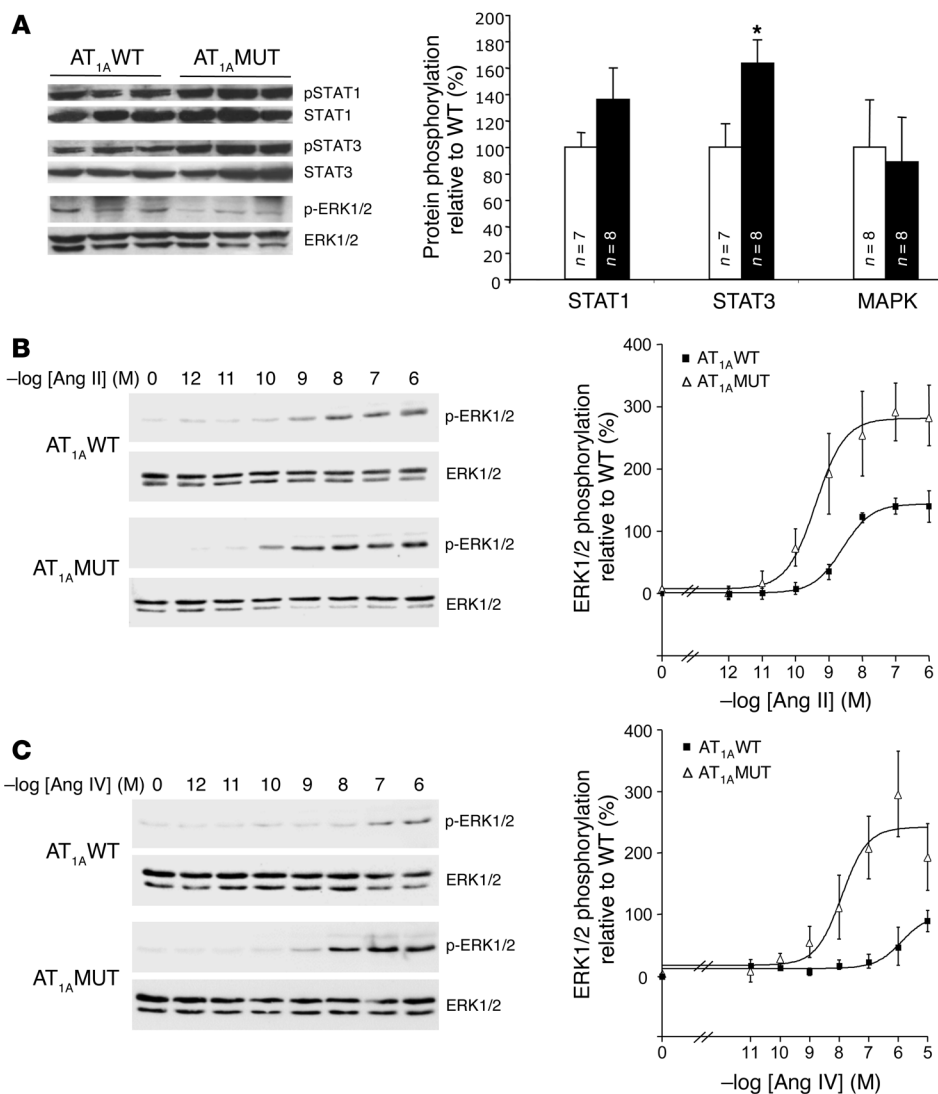 A
AT1AWT AT1AMUT
pSTAT1
STAT1
pSTAT3
STAT3
p-ERK1/2
ERK1/2
Protein phosphorylation
relative to WT (%)
200
180
160
140
120
100
80
60
40
20
0
*
n = 7
n = 8
n = 7
n = 8
n = 8
n = 8
STAT1 STAT3 MAPK
B
–log [Ang II] (M) 0 12 11 10 9 8 7 6
AT1AWT
p-ERK1/2
ERK1/2
AT1AMUT
p-ERK1/2
ERK1/2
ERK1/2 phosphorylation
relative to WT (%)
400
300
200
100
0
AT1AWT
AT1AMUT
0 12 11 10 9 8 7 6
–log [Ang II] (M)
C
–log [Ang IV] (M) 0 12 11 10 9 8 7 6
AT1AWT
p-ERK1/2
ERK1/2
AT1AMUT
p-ERK1/2
ERK1/2
ERK1/2 phosphorylation
relative to WT (%)
400
300
200
100
0
AT1AWT
AT1AMUT
0 11 10 9 8 7 6 5
–log [Ang IV] (M)